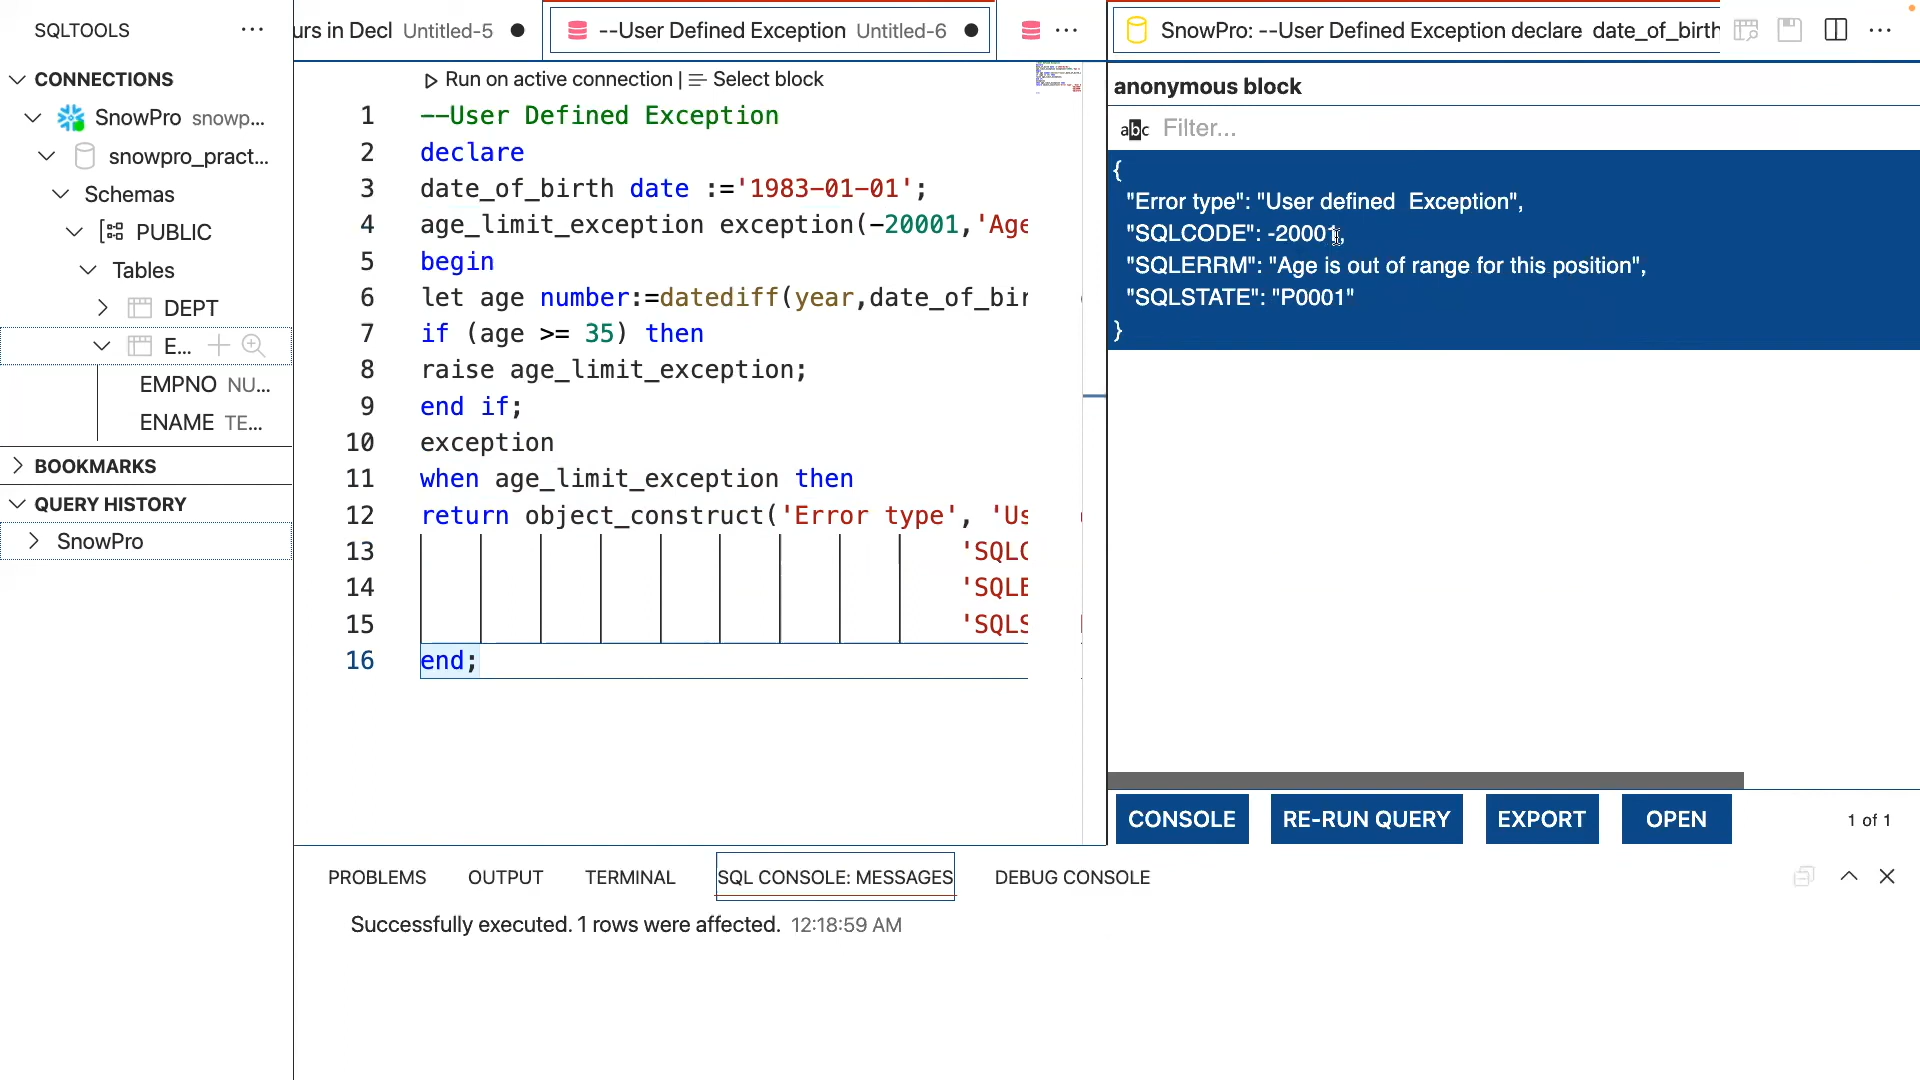 SQLTOOLS
CONNECTIONS
SnowPro snowp...
snowpro_pract...
Schemas
PUBLIC
Tables
DEPT
E...
EMPNO NU...
ENAME TE...
BOOKMARKS
QUERY HISTORY
SnowPro
urs in Decl Untitled-5
--User Defined Exception Untitled-6
Run on active connection | Select block
1 --User Defined Exception
2 declare
3 date_of_birth date :='1983-01-01';
4 age_limit_exception exception(-20001,'Age
5 begin
6 let age number:=datediff(year,date_of_bir
7 if (age >= 35) then
8 raise age_limit_exception;
9 end if;
10 exception
11 when age_limit_exception then
12 return object_construct('Error type', 'Us
13 'SQLC
14 'SQLE
15 'SQLS
16 end;
SnowPro: --User Defined Exception declare date_of_birth
anonymous block
abc Filter...
{
"Error type": "User defined  Exception",
"SQLCODE": -20001,
"SQLERRM": "Age is out of range for this position",
"SQLSTATE": "P0001"
}
CONSOLE RE-RUN QUERY EXPORT OPEN 1 of 1
PROBLEMS OUTPUT TERMINAL SQL CONSOLE: MESSAGES DEBUG CONSOLE
Successfully executed. 1 rows were affected. 12:18:59 AM